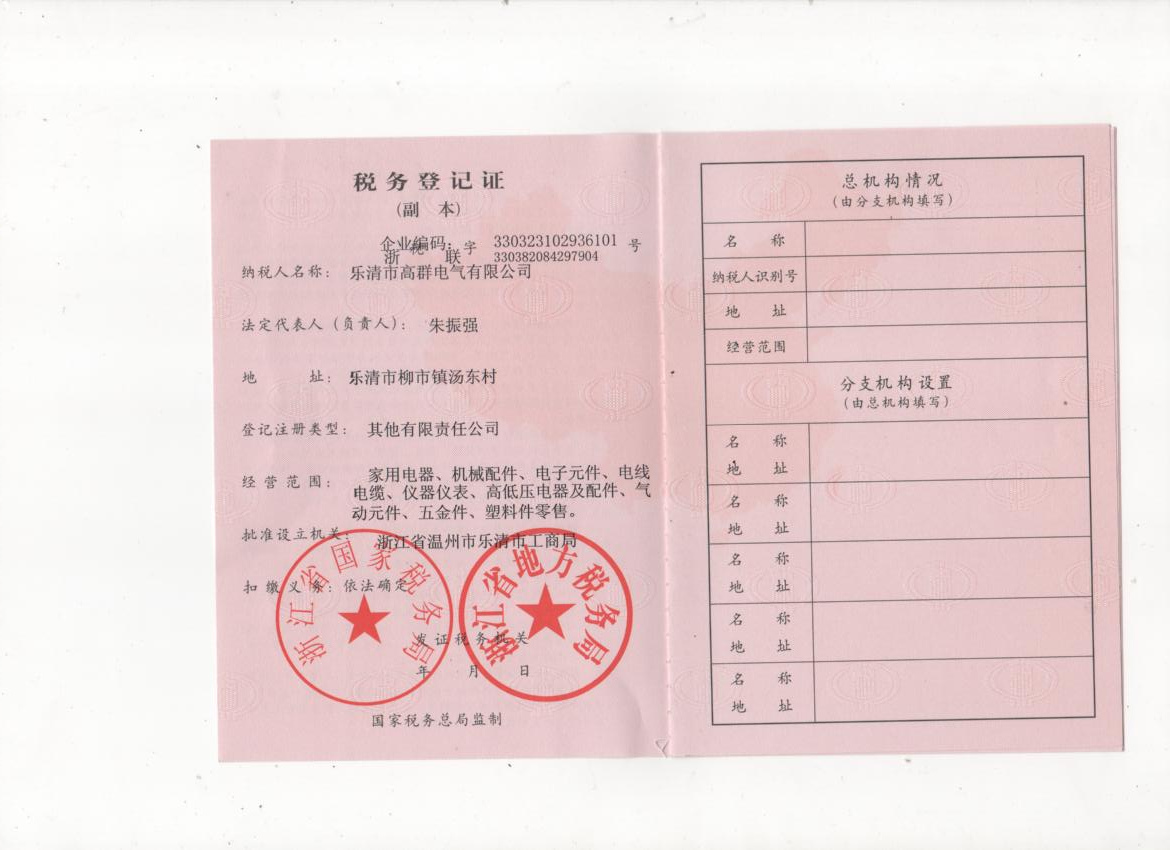 税务登记证
(副 本)
企业编码: 330323102936101 号
浙 税 联 字 330382084297904
纳税人名称: 乐清市高群电气有限公司
法定代表人(负责人): 朱振强
地 址: 乐清市柳市镇汤东村
登记注册类型: 其他有限责任公司
经营范围: 家用电器、机械配件、电子元件、电线
电缆、仪器仪表、高低压电器及配件、气
动元件、五金件、塑料件零售。
批准设立机关: 浙江省温州市乐清市工商局
扣缴义务: 依法确定
浙江省国家税务局
浙江省地方税务局
发证税务机关
年 月 日
国家税务总局监制
总机构情况
(由分支机构填写)
名 称
纳税人识别号
地 址
经营范围
分支机构设置
(由总机构填写)
名 称
地 址
名 称
地 址
名 称
地 址
名 称
地 址
名 称
地 址